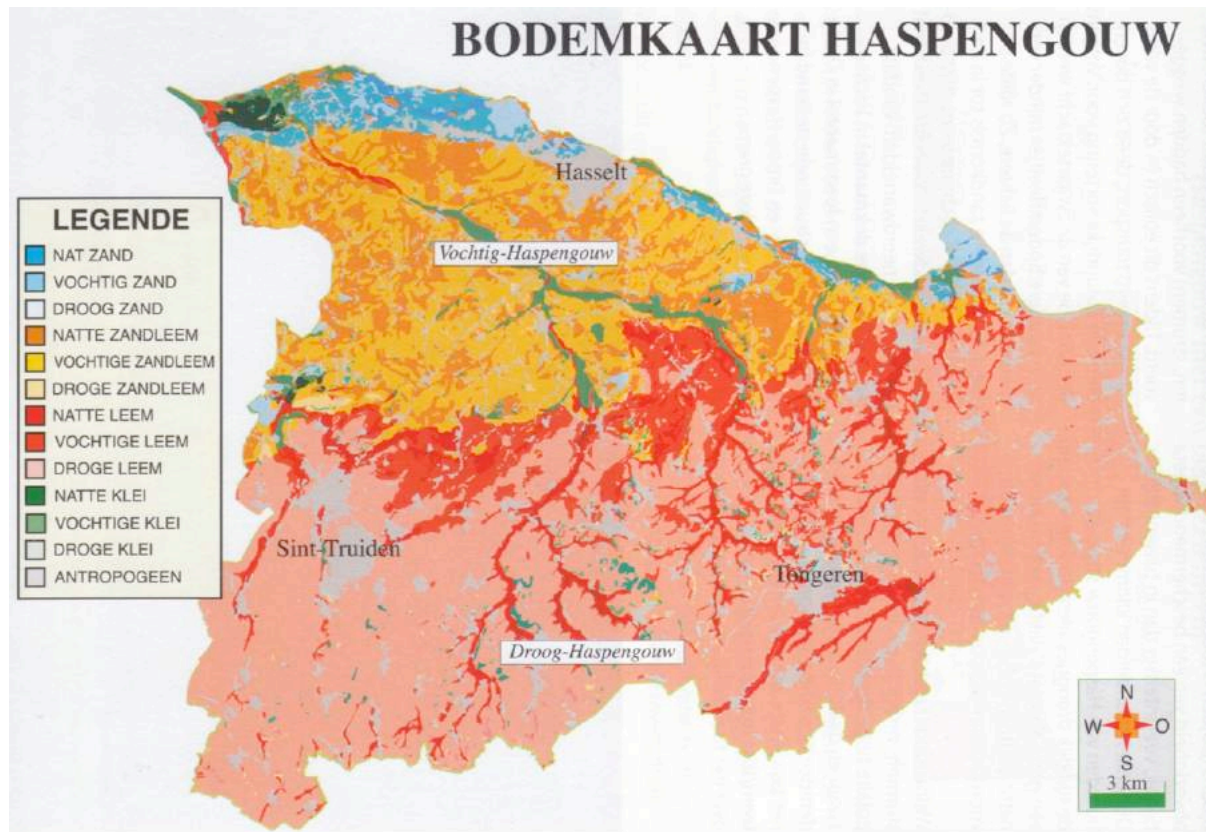 BODEMKAART HASPENGOUW
Hasselt
LEGENDE
NAT ZAND
VOCHTIG ZAND
DROOG ZAND
NATTE ZANDLEEM
VOCHTIGE ZANDLEEM
DROGE ZANDLEEM
NATTE LEEM
VOCHTIGE LEEM
DROGE LEEM
NATTE KLEI
VOCHTIGE KLEI
DROGE KLEI
ANTROPOGEEN
Vochtig-Haspengouw
Sint-Truiden
Tongeren
Droog-Haspengouw
N
W O
S
3 km